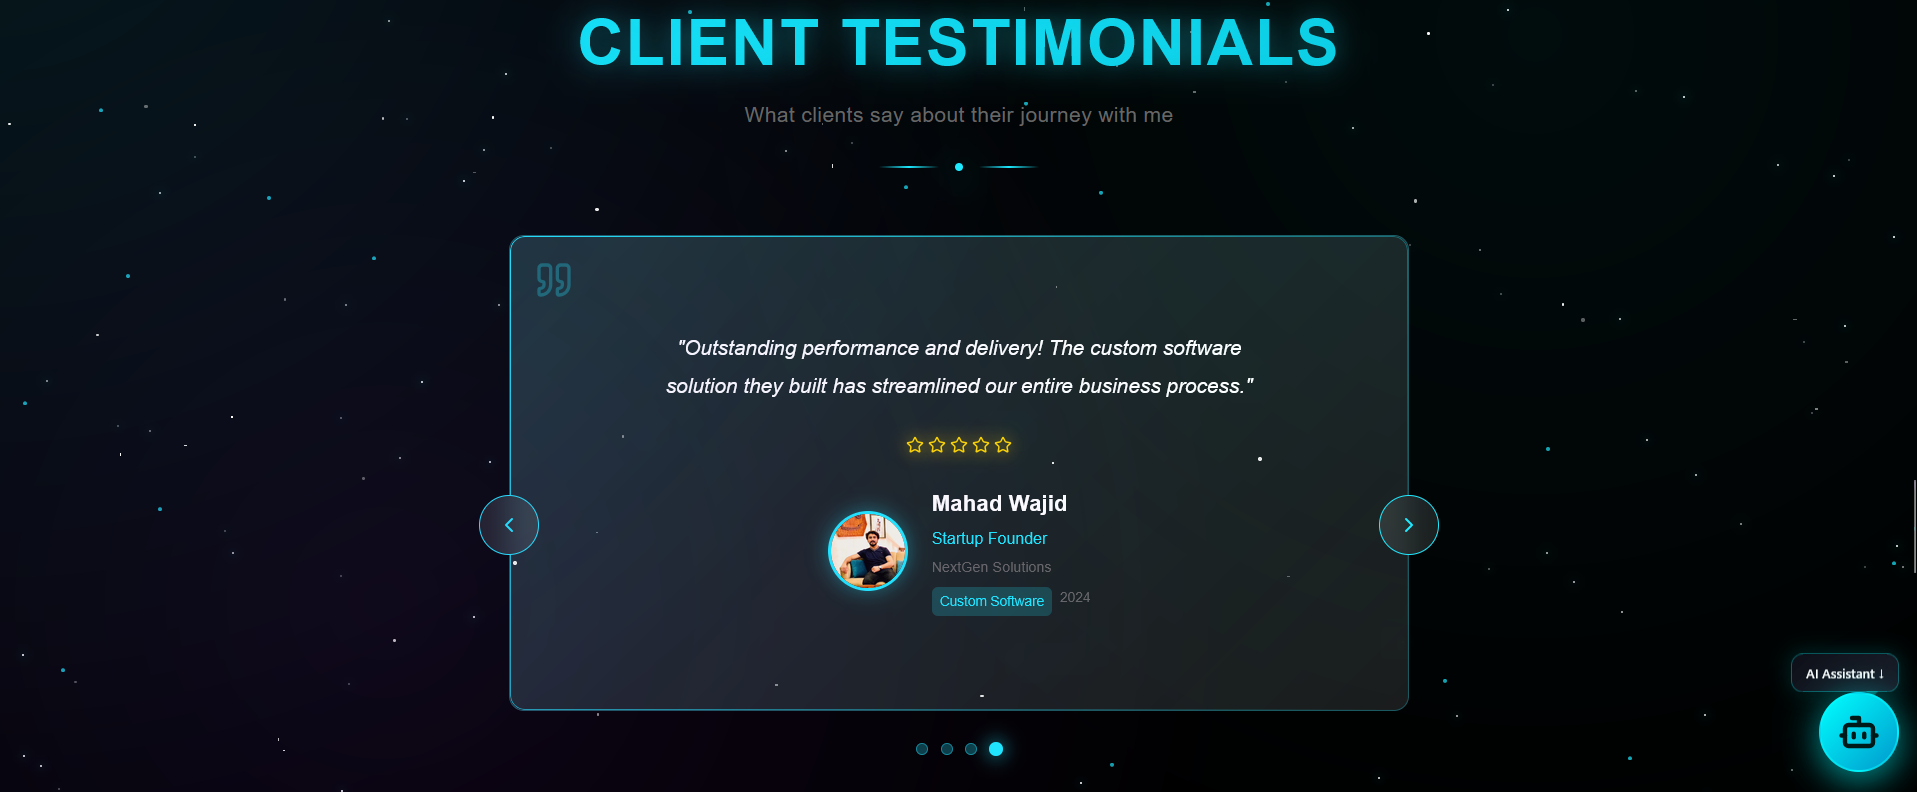 CLIENT TESTIMONIALS
What clients say about their journey with me
"Outstanding performance and delivery! The custom software
solution they built has streamlined our entire business process."
Mahad Wajid
Startup Founder
NextGen Solutions
Custom Software 2024
AI Assistant ↓